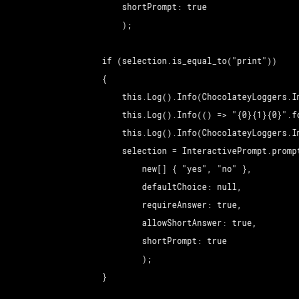 shortPrompt: true
);
if (selection.is_equal_to("print"))
{
this.Log().Info(ChocolateyLoggers.
this.Log().Info(() => "{0}{1}{0}".
this.Log().Info(ChocolateyLoggers.
selection = InteractivePrompt.
new[] { "yes", "no" },
defaultChoice: null,
requireAnswer: true,
allowShortAnswer: true,
shortPrompt: true
);
}